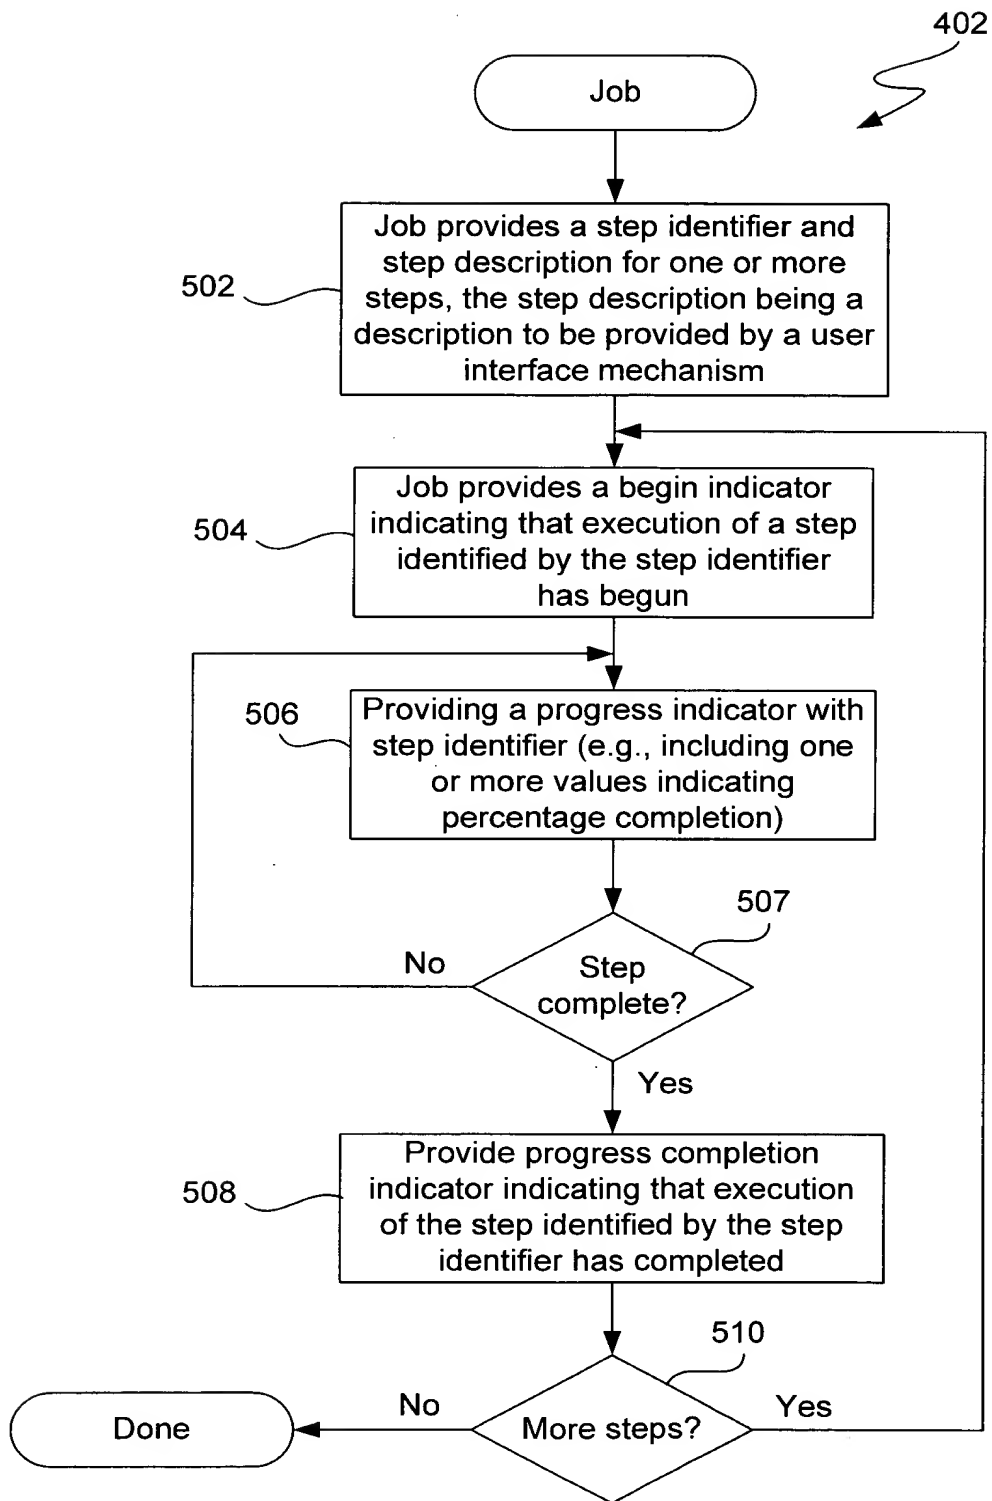 402
Job
Job provides a step identifier and
step description for one or more
steps, the step description being a
description to be provided by a user
interface mechanism
502
Job provides a begin indicator
indicating that execution of a step
identified by the step identifier
has begun
504
Providing a progress indicator with
step identifier (e.g., including one
or more values indicating
percentage completion)
506
507
Step
complete?
No
Yes
Provide progress completion
indicator indicating that execution
of the step identified by the step
identifier has completed
508
510
More steps?
No
Yes
Done